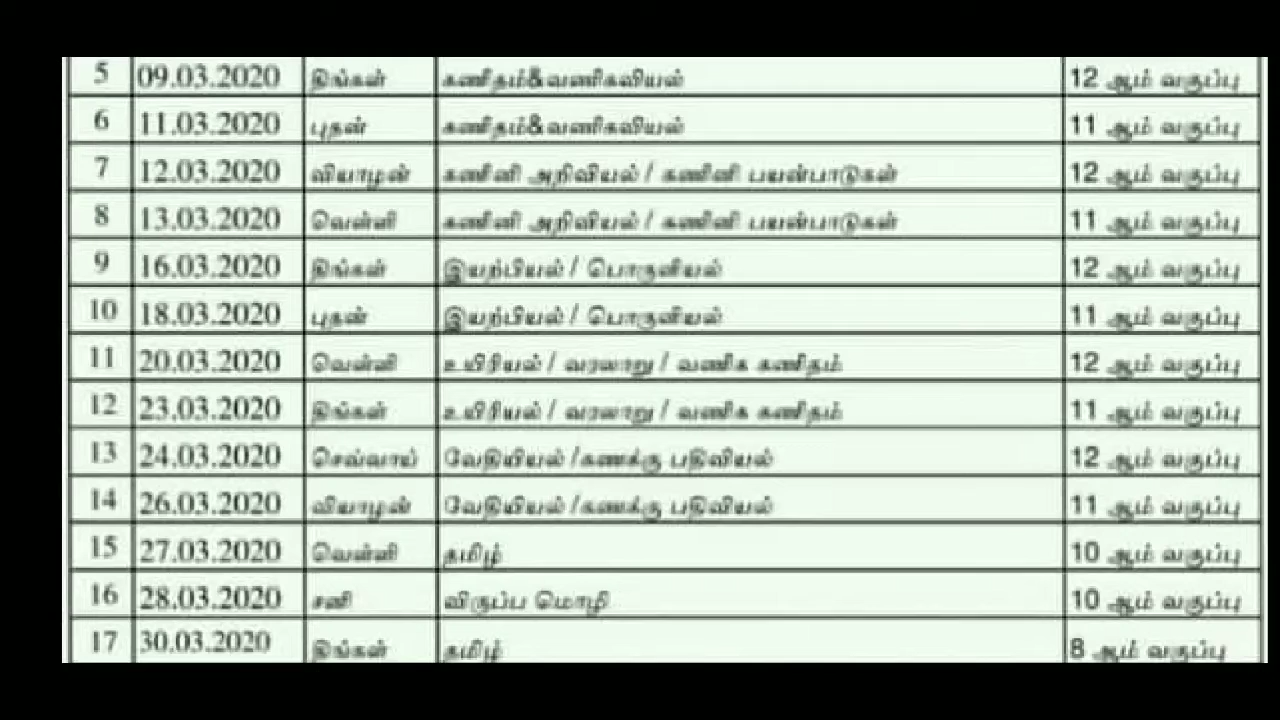 5 09.03.2020 திங்கள் கணிதம்&வணிகவியல் 12 ஆம் வகுப்பு
6 11.03.2020 புதன் கணிதம்&வணிகவியல் 11 ஆம் வகுப்பு
7 12.03.2020 வியாழன் கணினி அறிவியல் / கணினி பயன்பாடுகள் 12 ஆம் வகுப்பு
8 13.03.2020 வெள்ளி கணினி அறிவியல் / கணினி பயன்பாடுகள் 11 ஆம் வகுப்பு
9 16.03.2020 திங்கள் இயற்பியல் / பொருளியல் 12 ஆம் வகுப்பு
10 18.03.2020 புதன் இயற்பியல் / பொருளியல் 11 ஆம் வகுப்பு
11 20.03.2020 வெள்ளி உயிரியல் / வரலாறு / வணிக கணிதம் 12 ஆம் வகுப்பு
12 23.03.2020 திங்கள் உயிரியல் / வரலாறு / வணிக கணிதம் 11 ஆம் வகுப்பு
13 24.03.2020 செவ்வாய் வேதியியல் /கணக்கு பதிவியல் 12 ஆம் வகுப்பு
14 26.03.2020 வியாழன் வேதியியல் /கணக்கு பதிவியல் 11 ஆம் வகுப்பு
15 27.03.2020 வெள்ளி தமிழ் 10 ஆம் வகுப்பு
16 28.03.2020 சனி விருப்ப மொழி 10 ஆம் வகுப்பு
17 30.03.2020 திங்கள் தமிழ் 8 ஆம் வகுப்பு